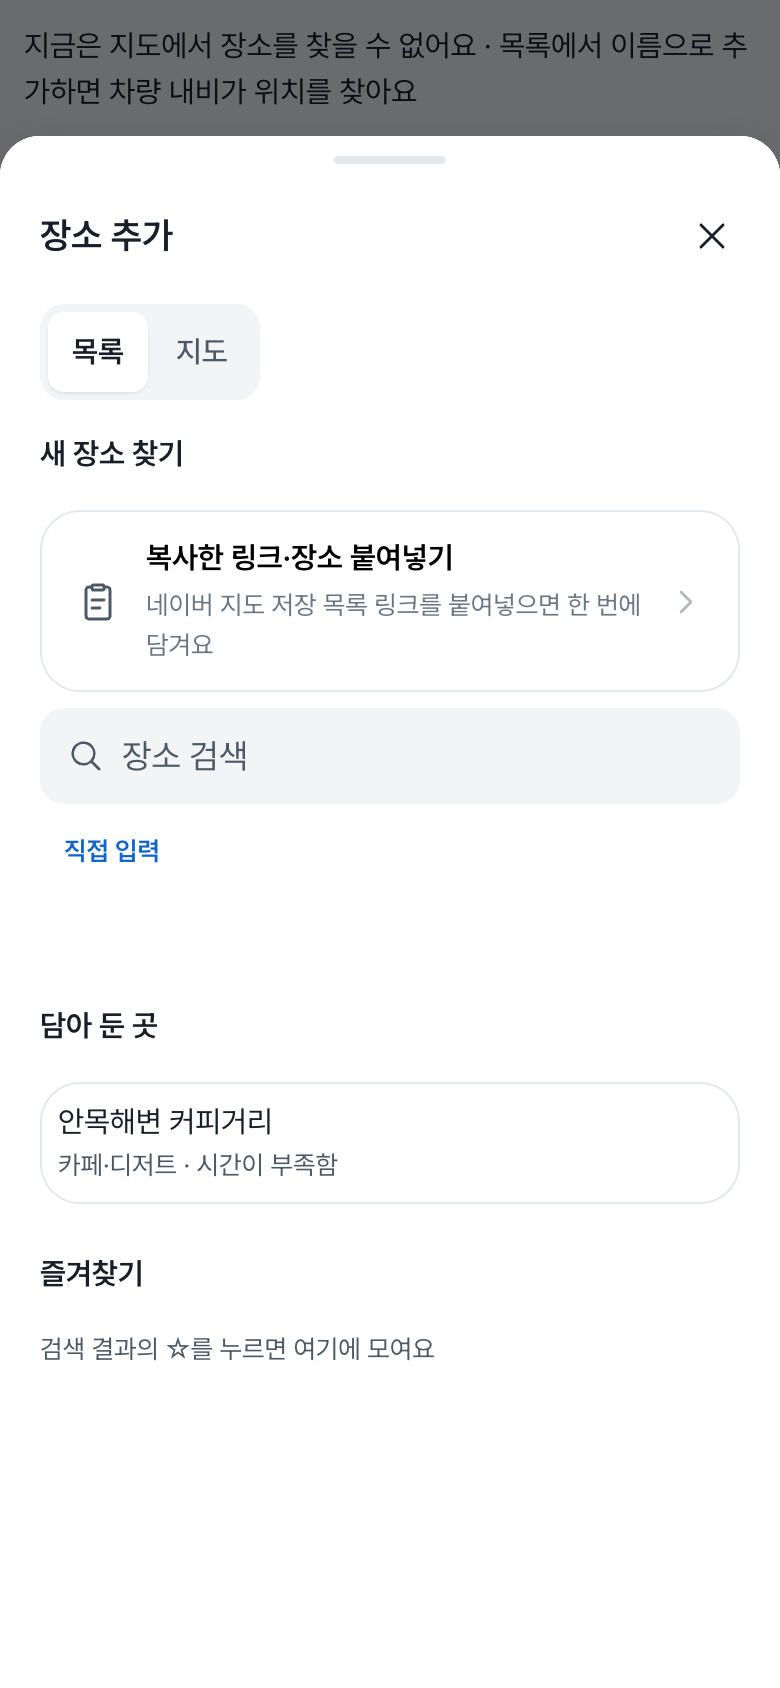 지금은 지도에서 장소를 찾을 수 없어요 · 목록에서 이름으로 추
가하면 차량 내비가 위치를 찾아요
장소 추가
목록 지도
새 장소 찾기
복사한 링크·장소 붙여넣기
네이버 지도 저장 목록 링크를 붙여넣으면 한 번에
담겨요
장소 검색
직접 입력
담아 둔 곳
안목해변 커피거리
카페·디저트 · 시간이 부족함
즐겨찾기
검색 결과의 ☆를 누르면 여기에 모여요